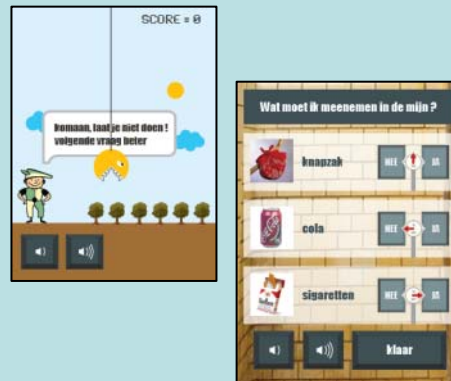 SCORE = 0
komaan, laat je niet doen !
volgende vraag beter
Wat moet ik meenemen in de mijn ?
knapzak
NEE
JA
cola
NEE
JA
sigaretten
NEE
JA
klaar